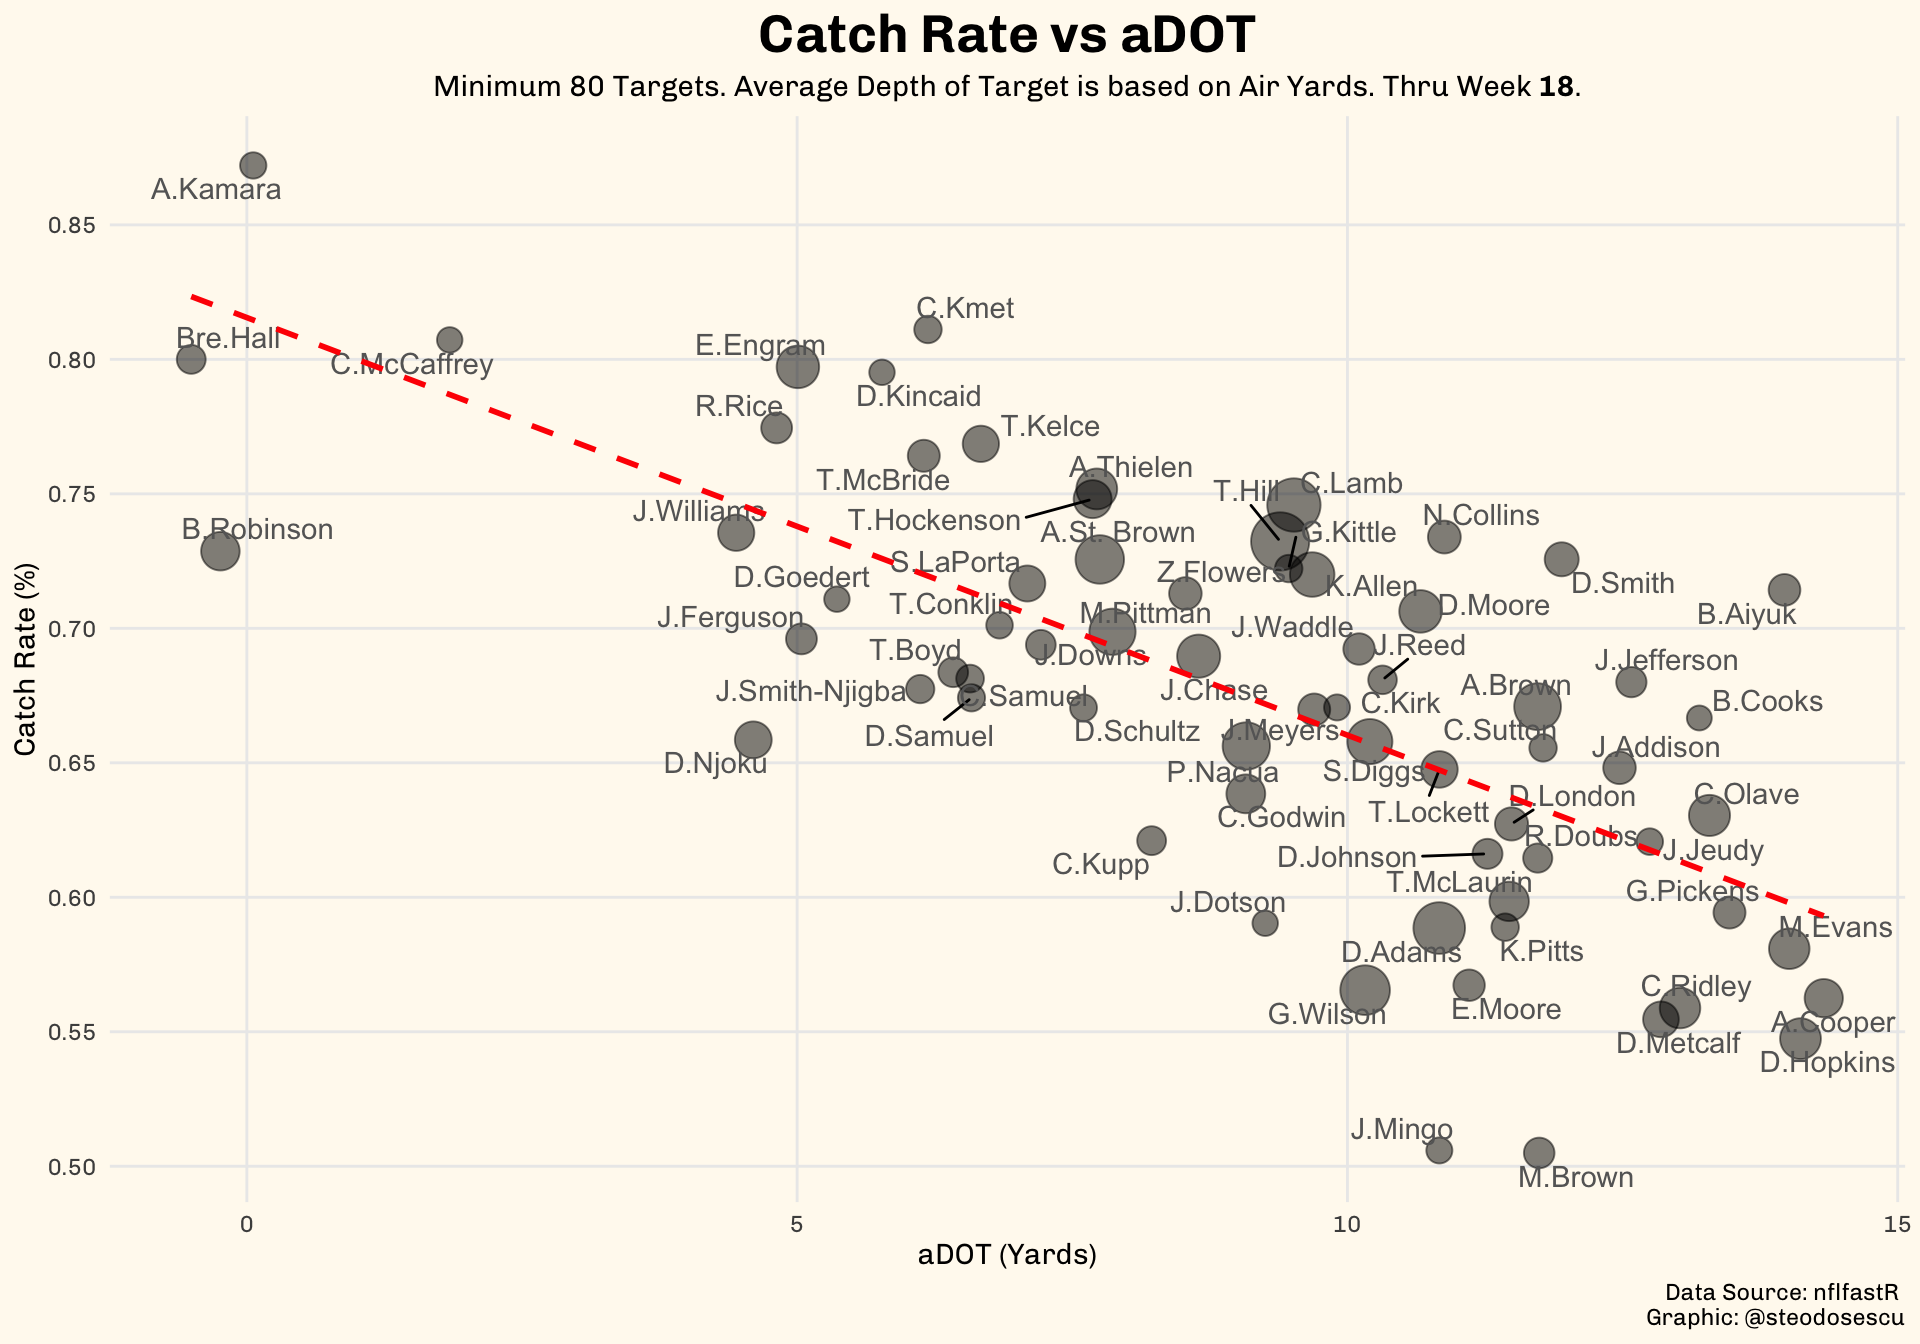 Catch Rate vs aDOT
Minimum 80 Targets. Average Depth of Target is based on Air Yards. Thru Week 18.
A.Kamara
0.85
C.Kmet
Bre.Hall
E.Engram
0.80
C.McCaffrey
D.Kincaid
R.Rice
T.Kelce
A.Thielen
T.McBride
C.Lamb
T.Hill
0.75
J.Williams
N.Collins
T.Hockenson
B.Robinson
A.St. Brown
G.Kittle
S.LaPorta
Z.Flowers
D.Goedert
D.Smith
K.Allen
T.Conklin
D.Moore
M.Pittman
B.Aiyuk
J.Ferguson
0.70
J.Waddle
J.Reed
T.Boyd
J.Downs
J.Jefferson
A.Brown
J.Smith-Njigba
J.Chase
C.Samuel
B.Cooks
C.Kirk
D.Samuel
D.Schultz
J.Meyers
C.Sutton
J.Addison
D.Njoku
0.65
P.Nacua
S.Diggs
D.London
C.Olave
T.Lockett
C.Godwin
R.Doubs
J.Jeudy
D.Johnson
C.Kupp
T.McLaurin
G.Pickens
0.60
J.Dotson
M.Evans
D.Adams
K.Pitts
C.Ridley
E.Moore
G.Wilson
A.Cooper
0.55
D.Metcalf
D.Hopkins
J.Mingo
0.50
M.Brown
Catch Rate (%)
0
5
10
15
aDOT (Yards)
Data Source: nflfastR
Graphic: @steodosescu